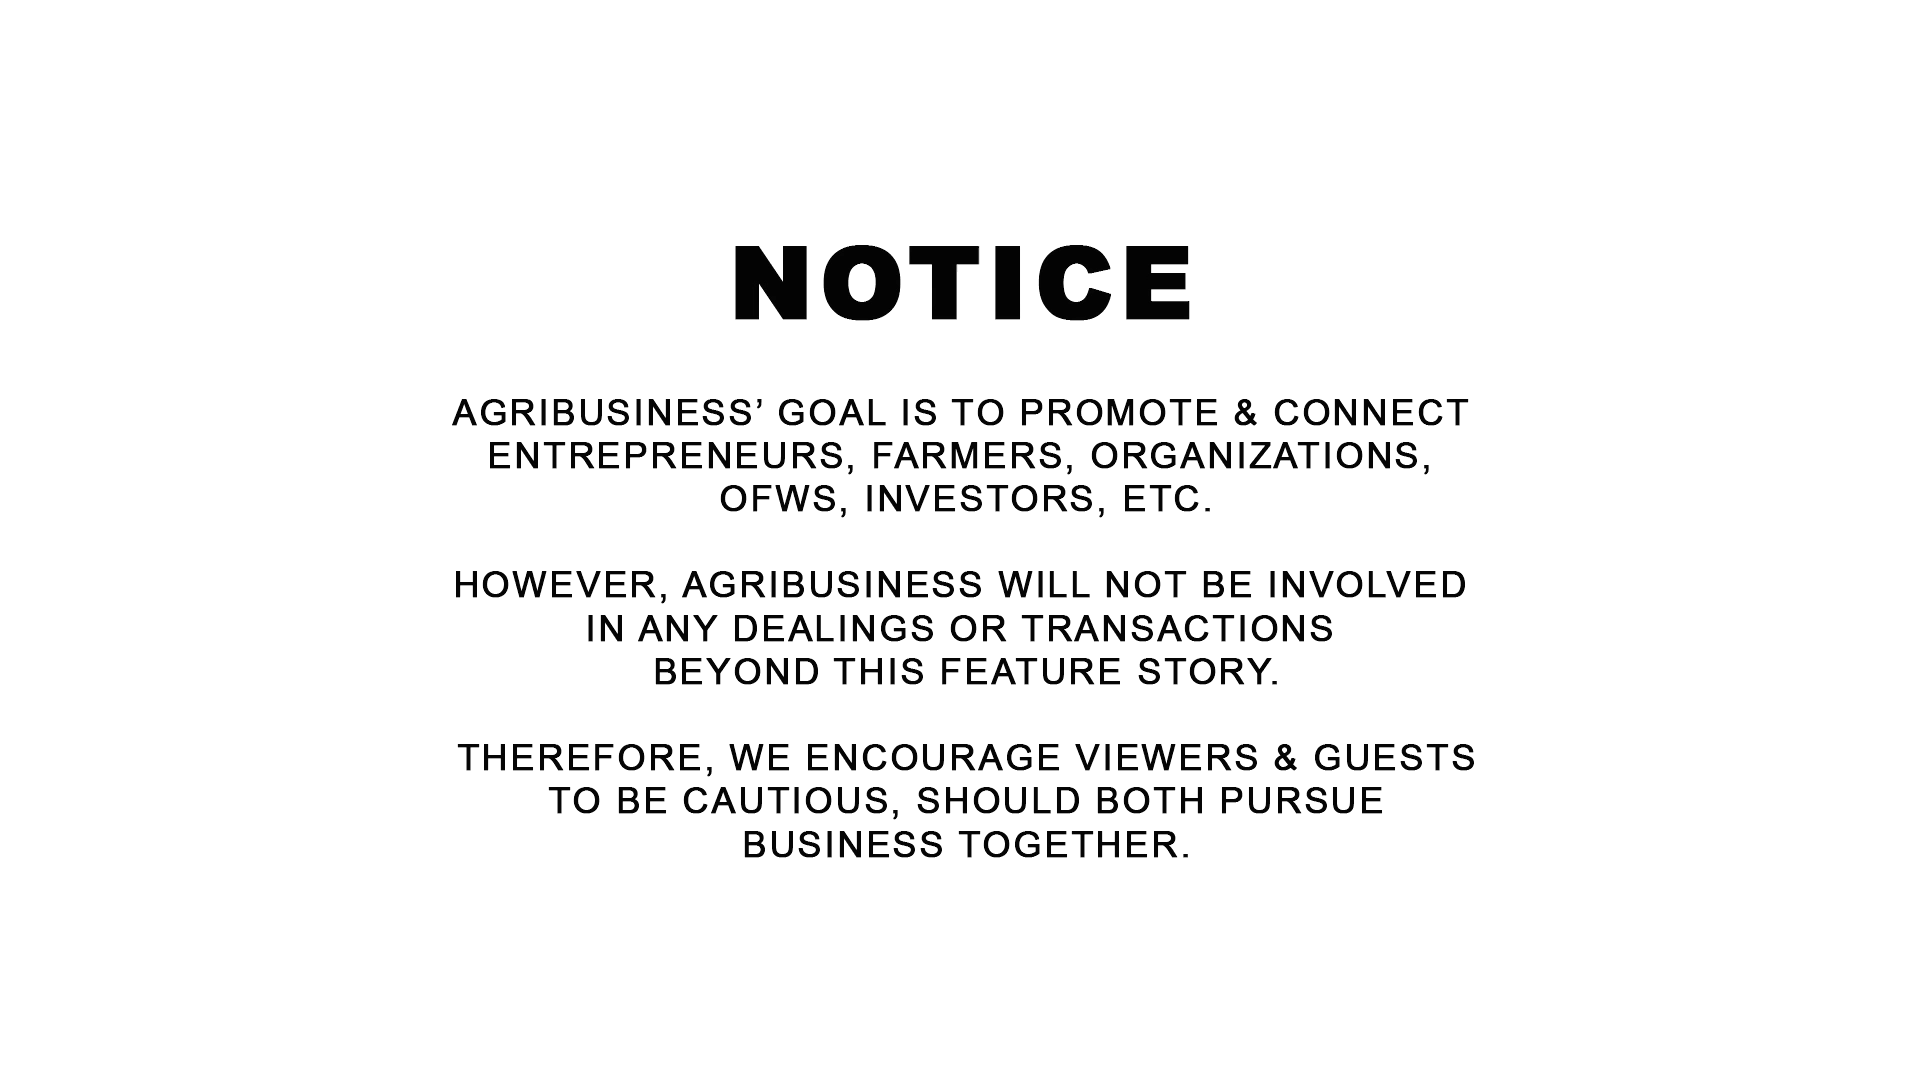 NOTICE
AGRIBUSINESS’ GOAL IS TO PROMOTE & CONNECT
ENTREPRENEURS, FARMERS, ORGANIZATIONS,
OFWS, INVESTORS, ETC.
HOWEVER, AGRIBUSINESS WILL NOT BE INVOLVED
IN ANY DEALINGS OR TRANSACTIONS
BEYOND THIS FEATURE STORY.
THEREFORE, WE ENCOURAGE VIEWERS & GUESTS
TO BE CAUTIOUS, SHOULD BOTH PURSUE
BUSINESS TOGETHER.